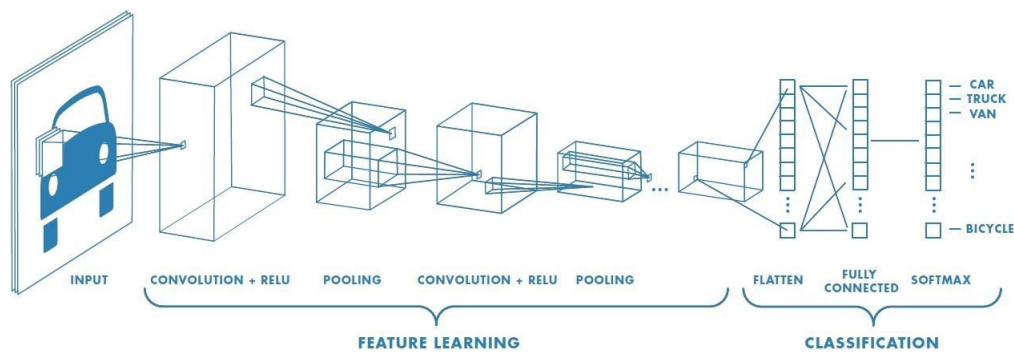 CAR
TRUCK
VAN
BICYCLE
INPUT
CONVOLUTION + RELU
POOLING
CONVOLUTION + RELU
POOLING
FLATTEN
FULLY
CONNECTED
SOFTMAX
FEATURE LEARNING
CLASSIFICATION